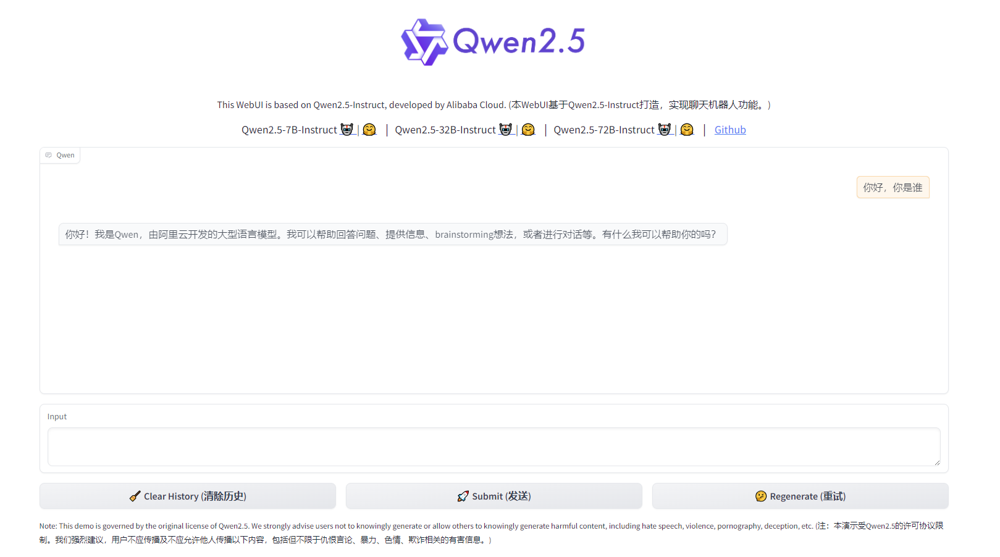 Qwen2.5
This WebUI is based on Qwen2.5-Instruct, developed by Alibaba Cloud. (本WebUI基于Qwen2.5-Instruct打造，实现聊天机器人功能。)
Qwen2.5-7B-Instruct 🤖 | 🤗 | Qwen2.5-32B-Instruct 🤖 | 🤗 | Qwen2.5-72B-Instruct 🤖 | 🤗 | Github
Qwen
你好，你是谁
你好！我是Qwen，由阿里云开发的大型语言模型。我可以帮助回答问题、提供信息、brainstorming想法，或者进行对话等。有什么我可以帮助你的吗？
Input
🧹 Clear History (清除历史)
🚀 Submit (发送)
🤔 Regenerate (重试)
Note: This demo is governed by the original license of Qwen2.5. We strongly advise users not to knowingly generate or allow others to knowingly generate harmful content, including hate speech, violence, pornography, deception, etc. (注：本演示受Qwen2.5的许可协议限
制。我们强烈建议，用户不应传播及不应允许他人传播以下内容，包括但不限于仇恨言论、暴力、色情、欺诈相关的有害信息。)